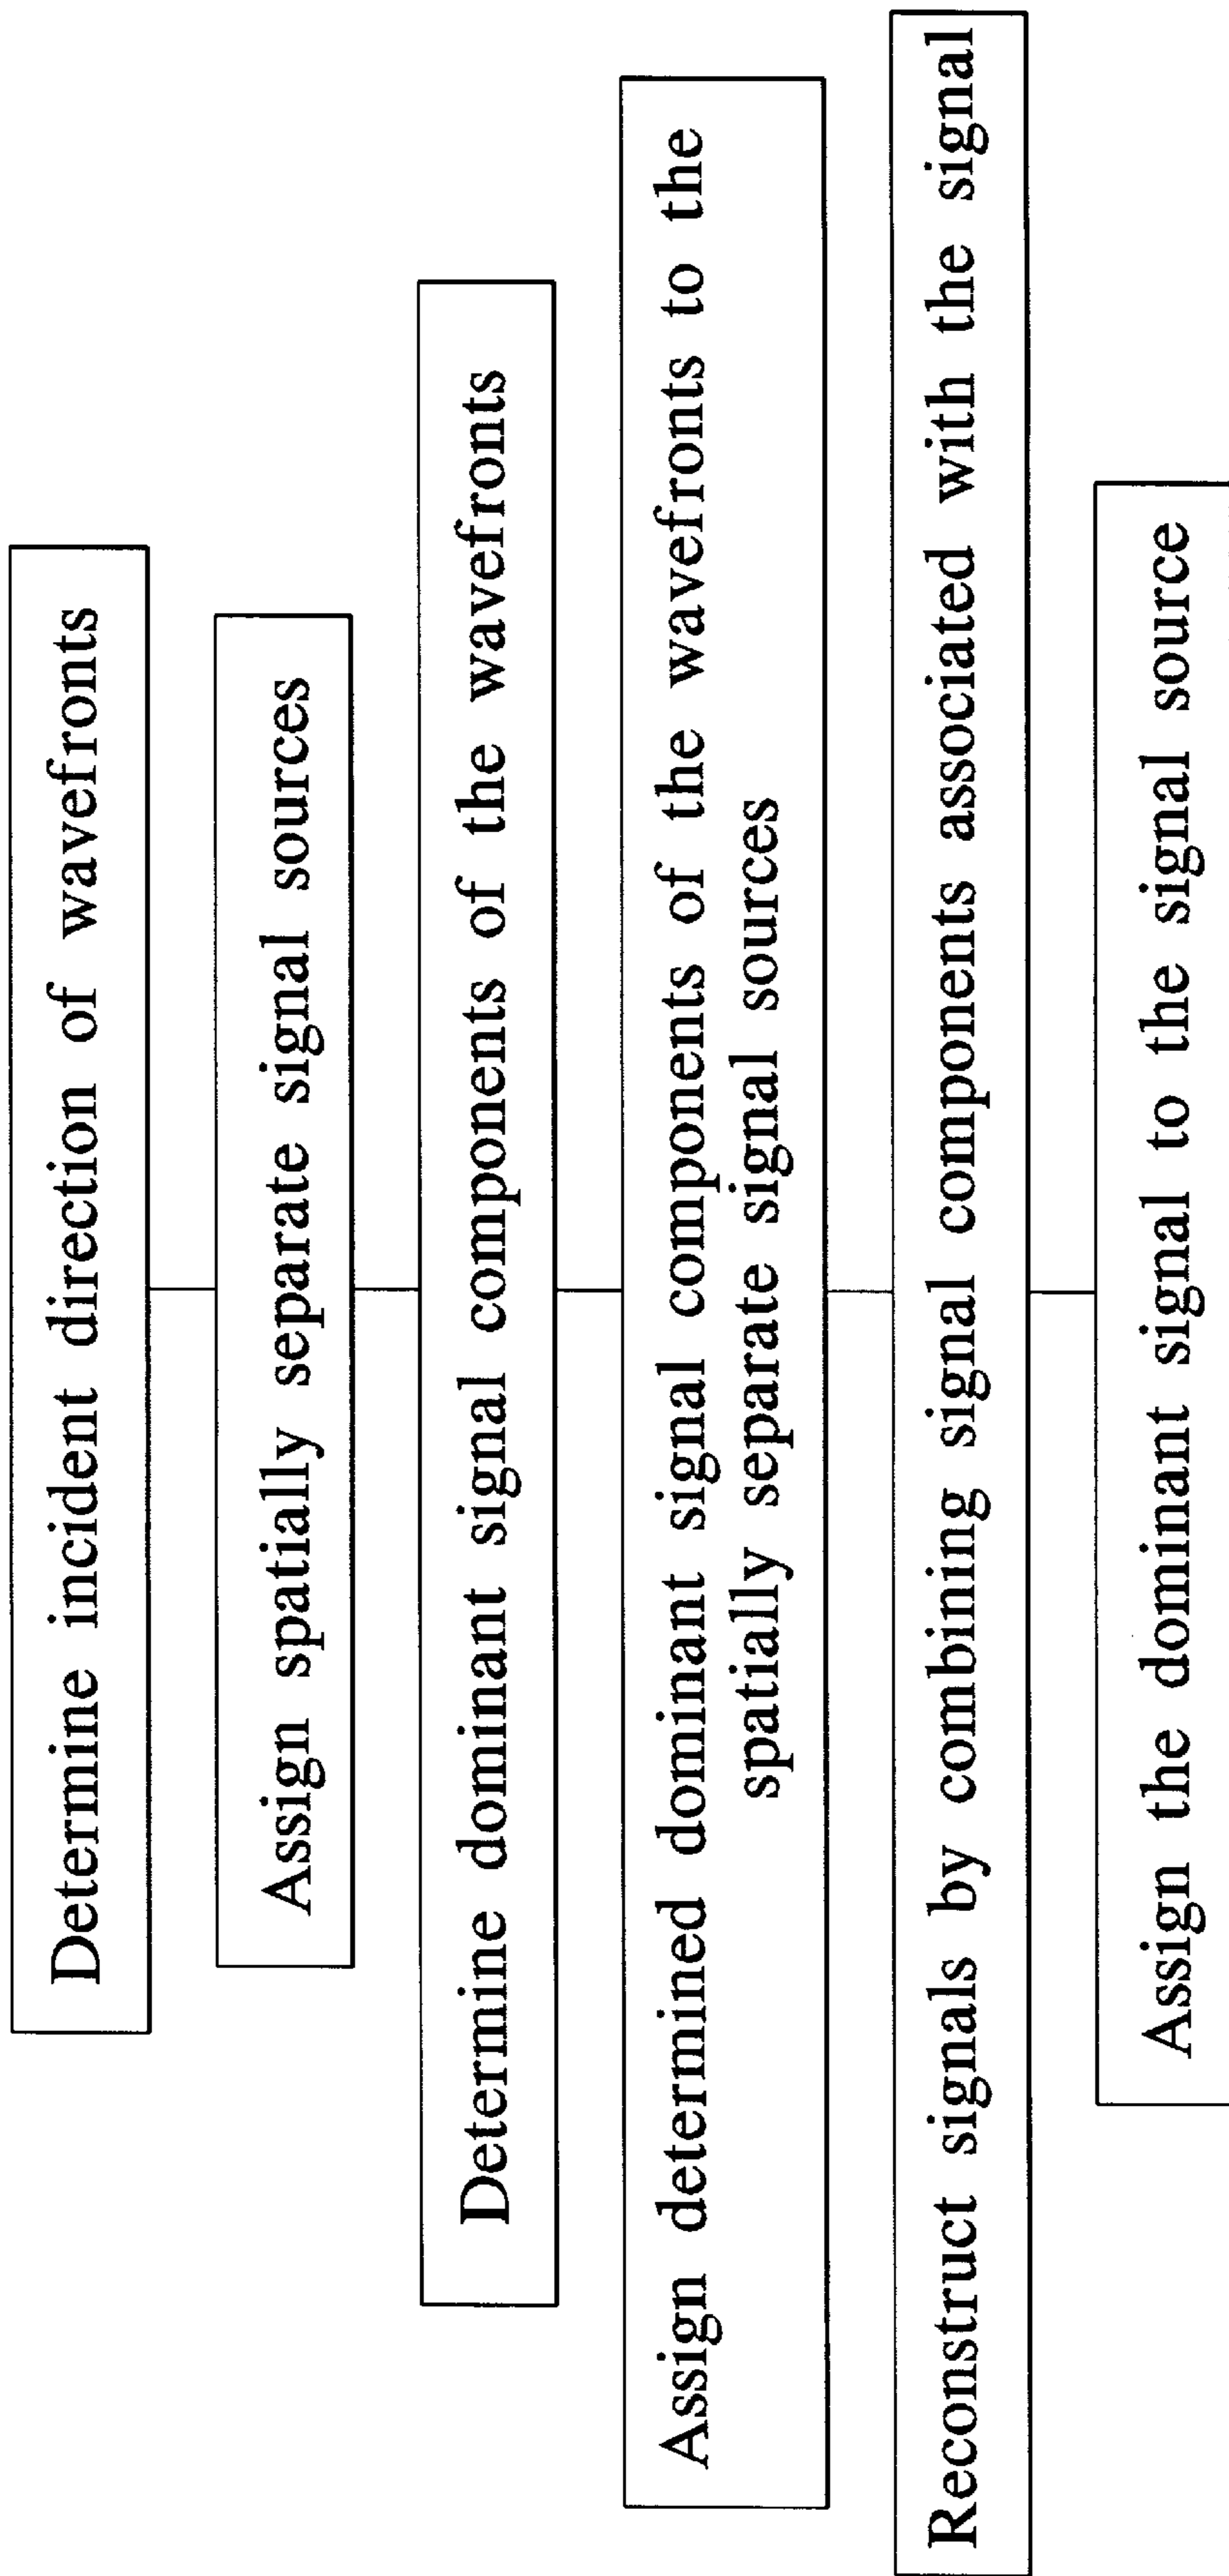 Determine incident direction of wavefronts
Assign spatially separate signal sources
Determine dominant signal components of the wavefronts
Assign determined dominant signal components of the wavefronts to the
spatially separate signal sources
Reconstruct signals by combining signal components associated with the signal
Assign the dominant signal to the signal source